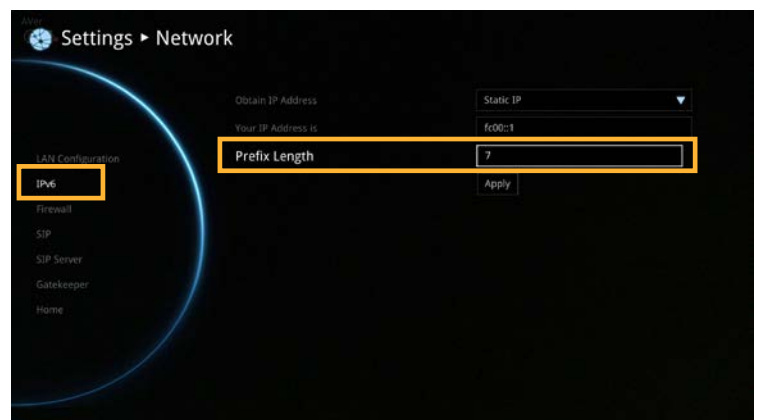 AVer
Settings ▸ Network
Obtain IP Address
Static IP
Your IP Address is
fc00::1
LAN Configuration
Prefix Length
7
IPv6
Apply
Firewall
SIP
SIP Server
Gatekeeper
Home